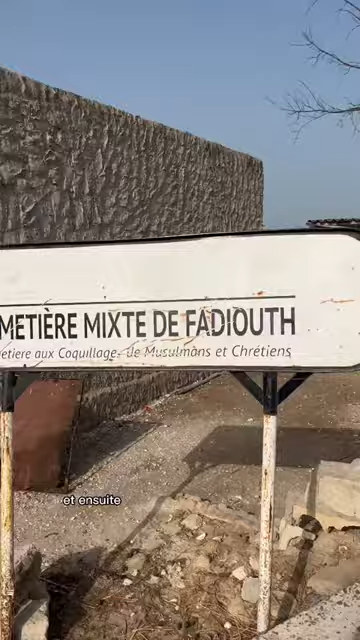 METIÈRE MIXTE DE FADIOUTH
etiere aux Coquillage, de Musulmans et Chrétiens
et ensuite